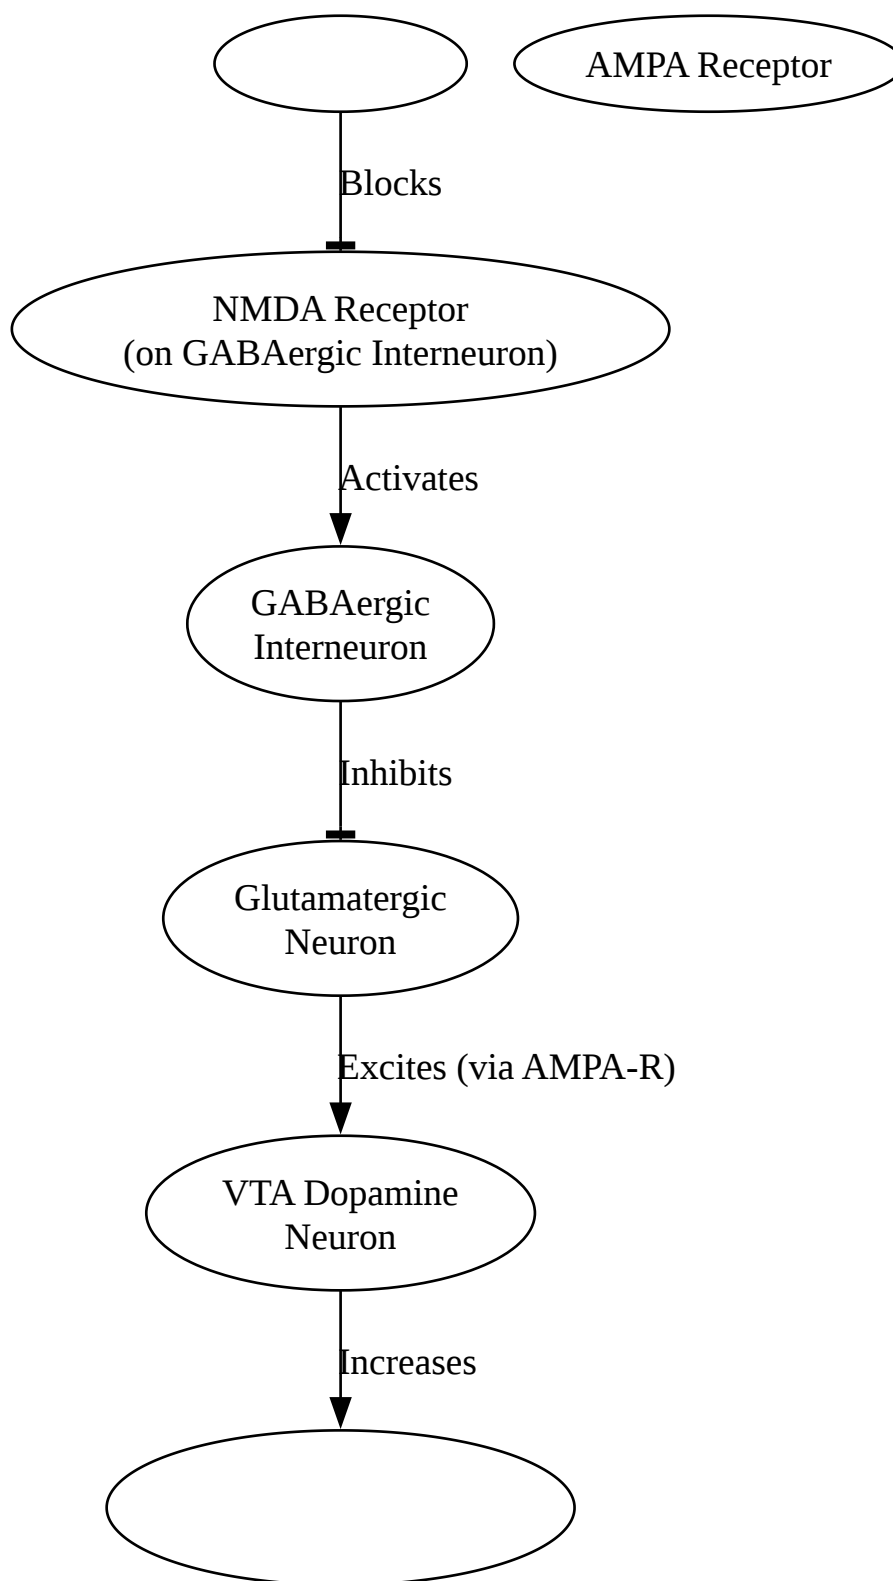 AMPA Receptor
Blocks
NMDA Receptor
(on GABAergic Interneuron)
Activates
GABAergic
Interneuron
Inhibits
Glutamatergic
Neuron
Excites (via AMPA-R)
VTA Dopamine
Neuron
Increases